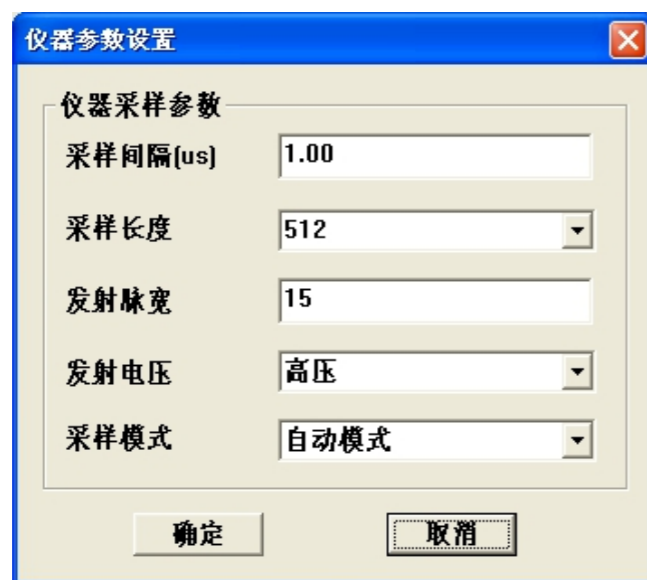 仪器参数设置
仪器采样参数
采样间隔(us) 1.00
采样长度 512
发射脉宽 15
发射电压 高压
采样模式 自动模式
确定 取消